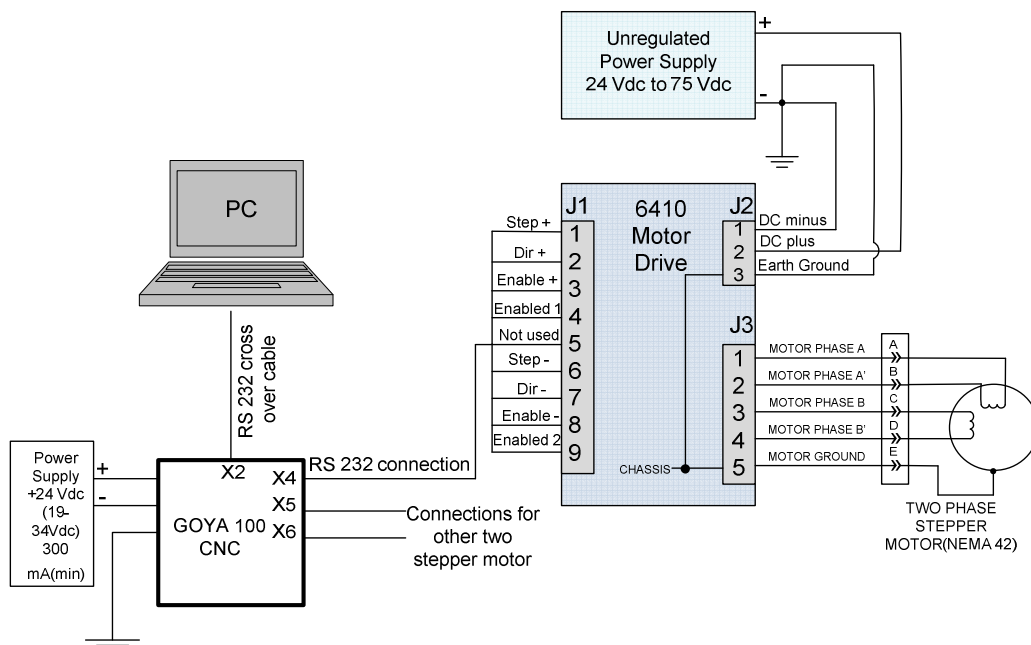 Unregulated
Power Supply
24 Vdc to 75 Vdc
+
-
PC
RS 232 cross
over cable
J1
6410
Motor
Drive
J2
Step +
1
Dir +
2
Enable +
3
Enabled 1
4
Not used
5
Step -
6
Dir -
7
Enable -
8
Enabled 2
9
1
DC minus
2
DC plus
3
Earth Ground
J3
1
MOTOR PHASE A
A
2
MOTOR PHASE A'
B
3
MOTOR PHASE B
C
4
MOTOR PHASE B'
D
5
MOTOR GROUND
E
CHASSIS
TWO PHASE
STEPPER
MOTOR(NEMA 42)
Power
Supply
+24 Vdc
(19-
34Vdc)
300
mA(min)
+
-
X2
X4
X5
X6
GOYA 100
CNC
RS 232 connection
Connections for
other two
stepper motor